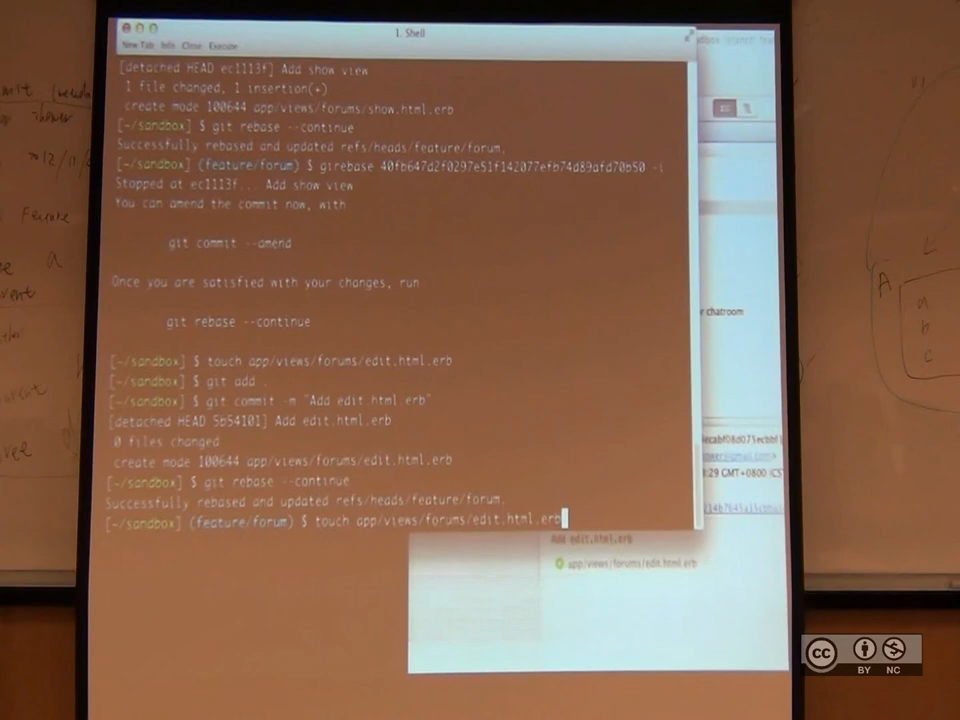 1. Shell
New Tab Info Close Execute
[detached HEAD ec1113f] Add show view
1 file changed, 1 insertion(+)
create mode 100644 app/views/forums/show.html.erb
[~/sandbox] $ git rebase --continue
Successfully rebased and updated refs/heads/feature/forum.
[~/sandbox] (feature/forum) $ girebase 40fb647d2f0297e51f142077efb74d89afd70b50 -i
Stopped at ec1113f... Add show view
You can amend the commit now, with
git commit --amend
Once you are satisfied with your changes, run
git rebase --continue
[~/sandbox] $ touch app/views/forums/edit.html.erb
[~/sandbox] $ git add .
[~/sandbox] $ git commit -m "Add edit.html.erb"
[detached HEAD 5b54101] Add edit.html.erb
0 files changed
create mode 100644 app/views/forums/edit.html.erb
[~/sandbox] $ git rebase --continue
Successfully rebased and updated refs/heads/feature/forum.
[~/sandbox] (feature/forum) $ touch app/views/forums/edit.html.erb
r chatroom
:29 GMT+0800 (CST
Add edit.html.erb
app/views/forums/edit.html.erb
Feature
a
A
a
b
c
cc
BY NC